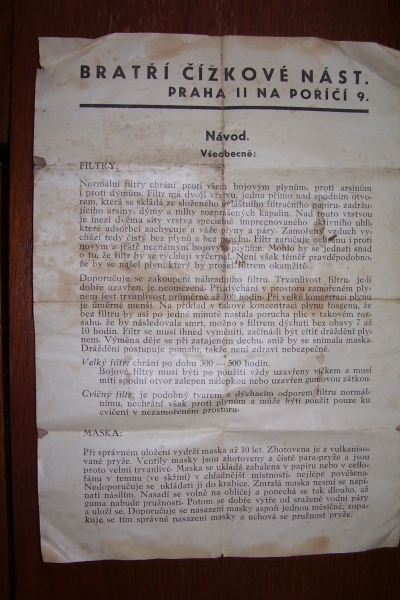 BRATŘÍ ČÍŽKOVÉ NÁST.
PRAHA II NA POŘÍČÍ 9.
Návod.
Všeobecně:
FILTRY:
Normální filtry chrání proti všem bojovým plynům, proti arsinům
i proti dýmům. Filtr má dvojí vrstvu, jednu přímo nad spodním otvo-
rem, která se skládá ze složeného zvláštního filtračního papíru, zadržu-
jícího arsiny, dýmy a mlhy rozprášených kapalin. Nad touto vrstvou
je mezi dvěma síty vrstva specielně impregnovaného aktivního uhlí,
které adsorbcí zachycuje a váže plyny a páry. Zamořený vzduch vy-
chází tedy čistý bez plynů a bez prachu. Filtr zaručuje ochranu i proti
novým a ještě neznámým bojovým plynům. Mohlo by se jednati snad
o to, že filtr by se rychleji vyčerpal. Není však téměř pravděpodobno,
že by se našel plyn, který by prošel filtrem okamžitě.
Doporučuje se zakoupení náhradního filtru. Trvanlivost filtru, jeli
dobře uzavřen, je neomezená. Při dýchání v prostoru zamořeném ply-
nem jest trvanlivost průměrně až 100 hodin. Při velké koncentraci plynu
je úměrně menší. Na příklad v takové koncentraci plynu fosgenu, že
bez filtru by asi po jedné minutě nastala porucha plic v takovém roz-
sahu, že by následovala smrt, možno s filtrem dýchati bez obavy 7 až
10 hodin. Filtr se musí ihned vyměniti, začíná-li být cítit dráždění ply-
nem. Výměna děje se při zatajeném dechu, aniž by se snímala maska.
Dráždění postupuje pomalu, takže není zdraví nebezpečné.
Velký filtr chrání po dobu 300 — 500 hodin.
Bojové filtry musí býti po použití vždy uzavřeny víčkem a musí
míti spodní otvor zalepen nálepkou nebo uzavřen gumovou zátkou.
Cvičný filtr je podobný tvarem a dýchacím odporem filtru normál-
nímu, nechrání však proti plynům a může býti použit pouze ku
cvičení v nezamořeném prostoru.
MASKA:
Při správném uložení vydrží maska až 10 let. Zhotovena je z vulkaniso-
vané pryže. Ventily masky jsou zhotoveny z čisté para-pryže a jsou
proto velmi trvanlivé. Maska se ukládá zabalena v papíru nebo v cello-
fánu v temnu (ve skříni) v chladnější místnosti, nejlépe pověšena.
Nedoporučuje se ukládati ji do krabice. Zmrzlá maska nesmí se napí-
nati násilím. Nasadí se volně na obličej a ponechá se tak dlouho, až
guma nabude pružnosti. Potom se dobře vytře od sražené vodní páry
a uloží se. Doporučuje se nasazení masky aspoň jednou měsíčně; zopa-
kuje se tím správné nasazení masky a uchová se pružnost pryže.